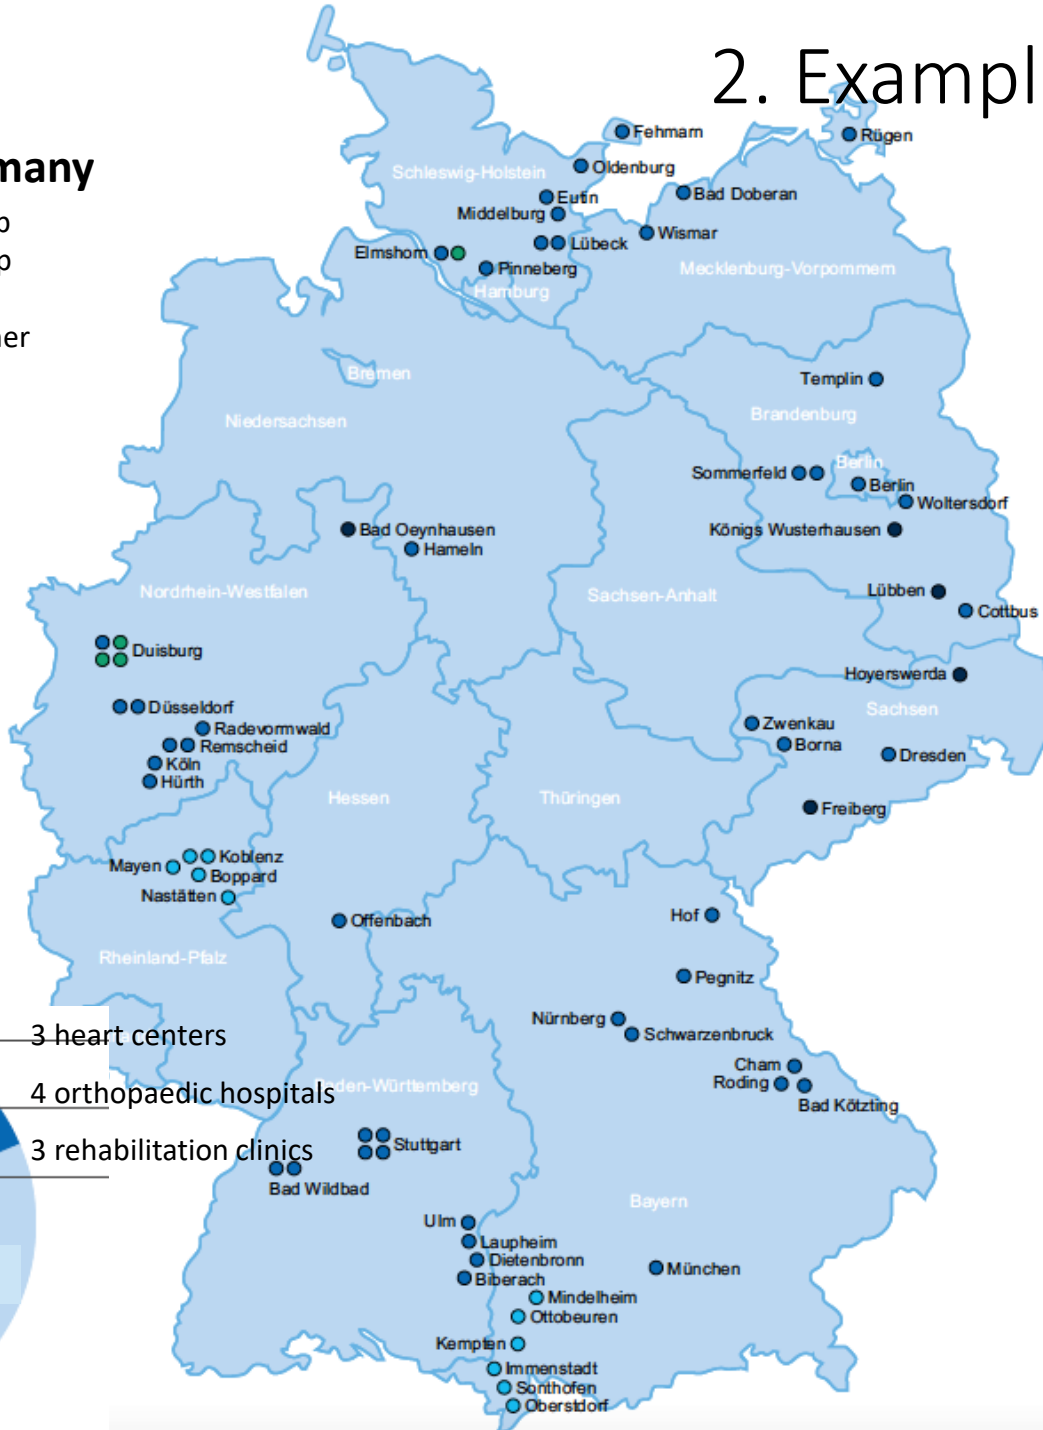 2. Exampl
many
p
p
ner
Fehmarn
Rügen
Schleswig-Holstein
Oldenburg
Eutin
Bad Doberan
Middelburg
Wismar
Lübeck
Elmshorn
Pinneberg
Mecklenburg-Vorpommern
Hamburg
Bremen
Templin
Brandenburg
Niedersachsen
Berlin
Sommerfeld
Berlin
Woltersdorf
Bad Oeynhausen
Königs Wusterhausen
Hameln
Nordrhein-Westfalen
Sachsen-Anhalt
Lübben
Cottbus
Duisburg
Hoyerswerda
Düsseldorf
Sachsen
Radevormwald
Zwenkau
Remscheid
Borna
Dresden
Köln
Hürth
Hessen
Thüringen
Freiberg
Koblenz
Mayen
Boppard
Nastätten
Offenbach
Hof
Rheinland-Pfalz
Pegnitz
Nürnberg
Schwarzenbruck
3 heart centers
Cham
Roding
Baden-Württemberg
4 orthopaedic hospitals
Bad Kötzting
Stuttgart
3 rehabilitation clinics
Bad Wildbad
Bayern
Ulm
Laupheim
Dietenbronn
München
Biberach
Mindelheim
Ottobeuren
Kempten
Immenstadt
Sonthofen
Oberstdorf